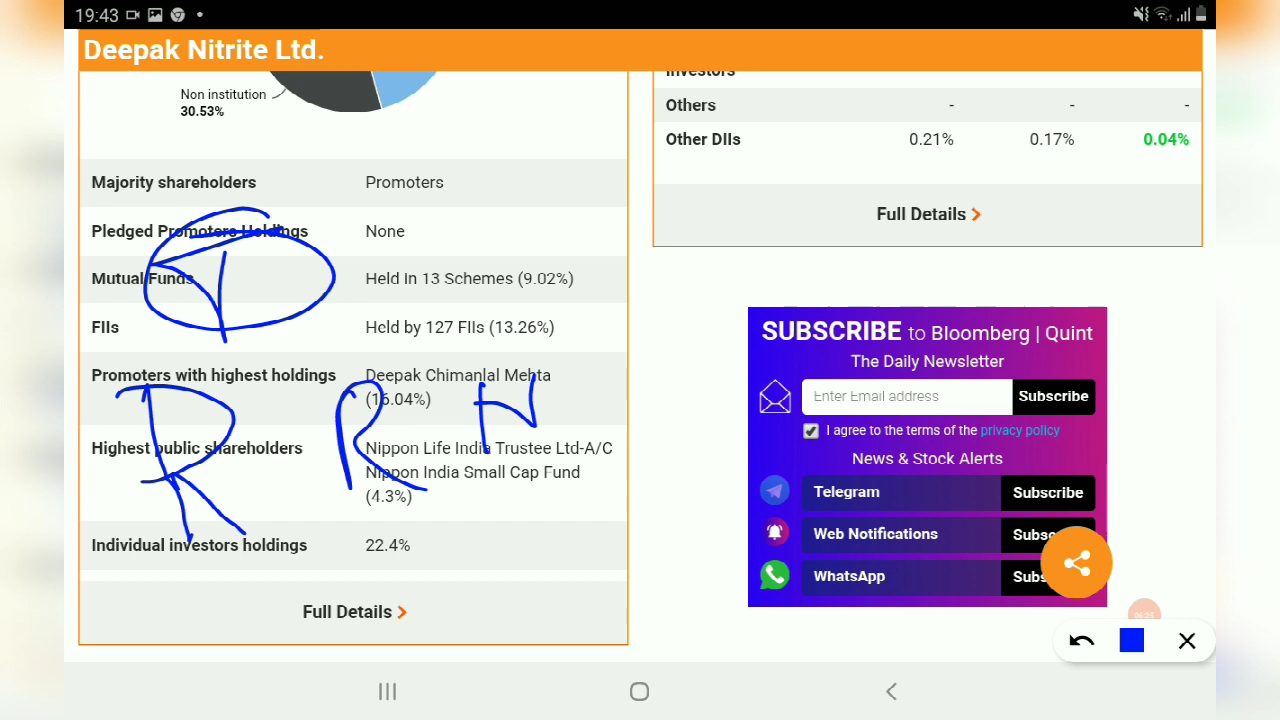 19:43
Deepak Nitrite Ltd.
Non institution
30.53%
Majority shareholders Promoters
Pledged Promoters Holdings None
Mutual Funds Held In 13 Schemes (9.02%)
FIIs Held by 127 FIIs (13.26%)
Promoters with highest holdings Deepak Chimanlal Mehta
(16.04%)
Highest public shareholders Nippon Life India Trustee Ltd-A/C
Nippon India Small Cap Fund
(4.3%)
Individual investors holdings 22.4%
Full Details
R R N
Investors
Others - - -
Other DIIs 0.21% 0.17% 0.04%
Full Details
SUBSCRIBE to Bloomberg | Quint
The Daily Newsletter
Enter Email address Subscribe
I agree to the terms of the privacy policy
News & Stock Alerts
Telegram Subscribe
Web Notifications Subsc
WhatsApp Subs